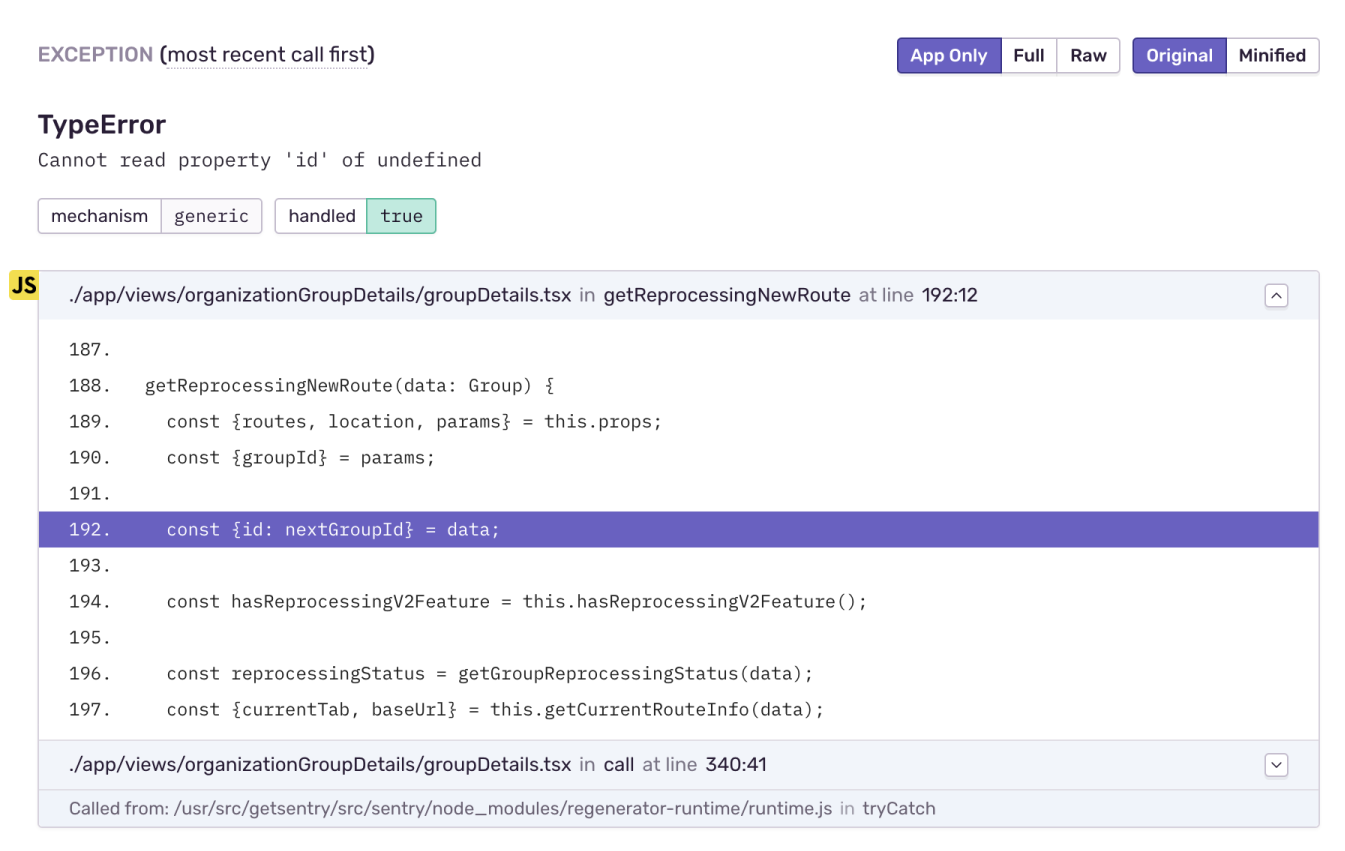 EXCEPTION (most recent call first)
App Only Full Raw Original Minified
TypeError
Cannot read property 'id' of undefined
mechanism generic handled true
JS
./app/views/organizationGroupDetails/groupDetails.tsx in getReprocessingNewRoute at line 192:12
187.
188. getReprocessingNewRoute(data: Group) {
189. const {routes, location, params} = this.props;
190. const {groupId} = params;
191.
192. const {id: nextGroupId} = data;
193.
194. const hasReprocessingV2Feature = this.hasReprocessingV2Feature();
195.
196. const reprocessingStatus = getGroupReprocessingStatus(data);
197. const {currentTab, baseUrl} = this.getCurrentRouteInfo(data);
./app/views/organizationGroupDetails/groupDetails.tsx in call at line 340:41
Called from: /usr/src/getsentry/src/sentry/node_modules/regenerator-runtime/runtime.js in tryCatch